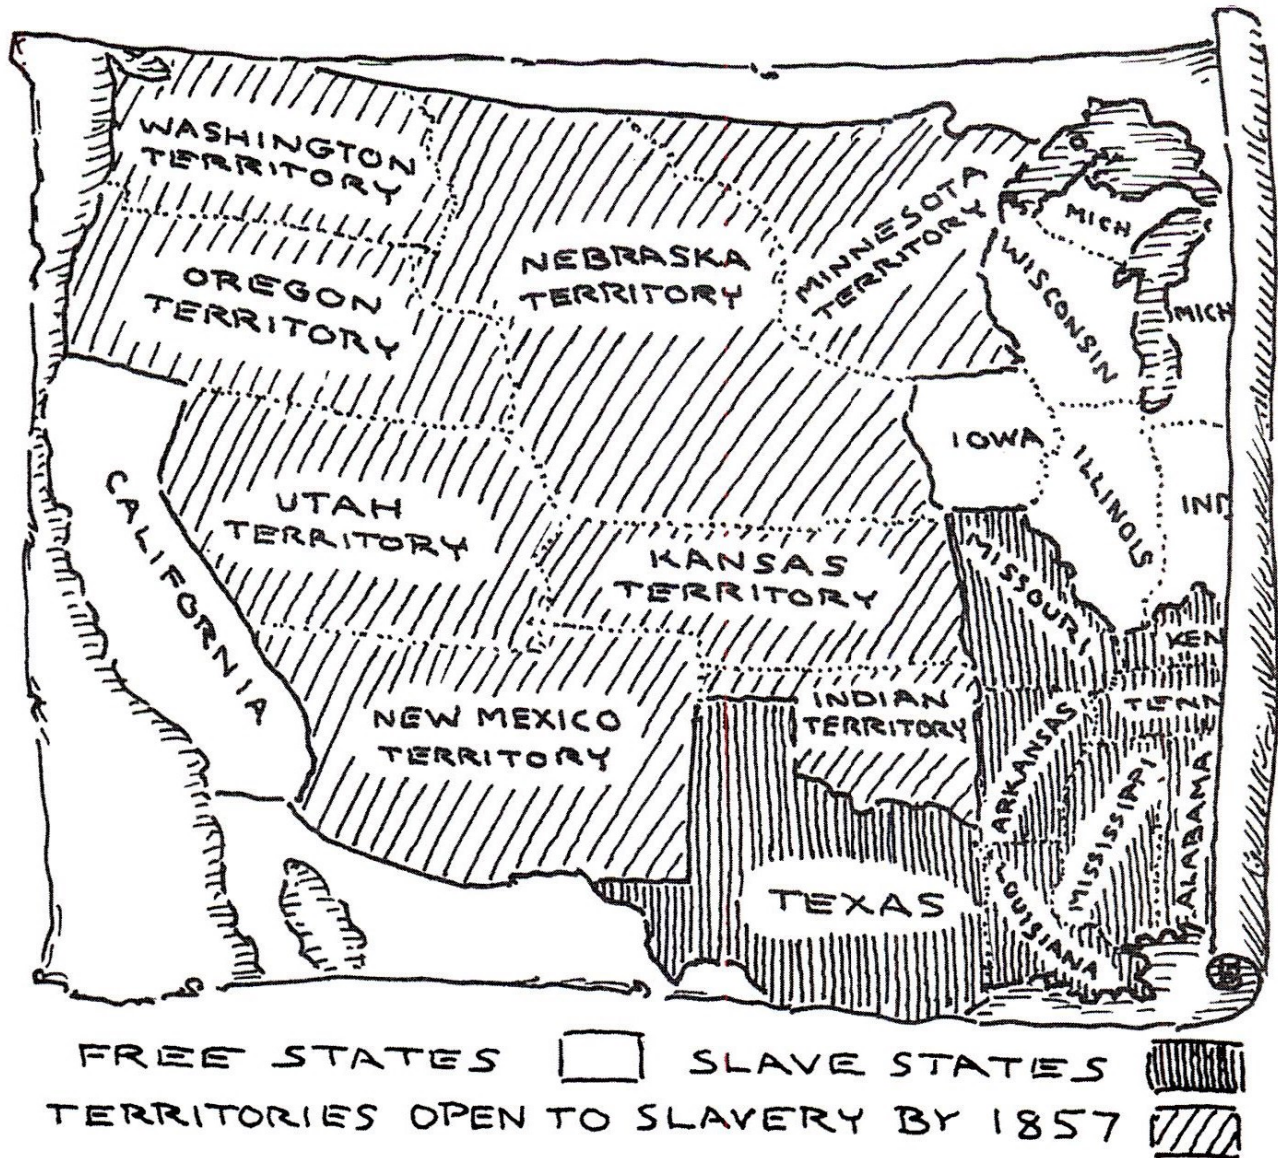 WASHINGTON
TERRITORY
OREGON
TERRITORY
NEBRASKA
TERRITORY
MINNESOTA
TERRITORY
MICH
WISCONSIN
MICH
IOWA
ILLINOIS
IND
CALIFORNIA
UTAH
TERRITORY
KANSAS
TERRITORY
MISSOURI
KEN
NEW MEXICO
TERRITORY
INDIAN
TERRITORY
TENN
ARKANSAS
MISSISSIPPI
ALABAMA
TEXAS
LOUISIANA
FREE STATES
SLAVE STATES
TERRITORIES OPEN TO SLAVERY BY 1857